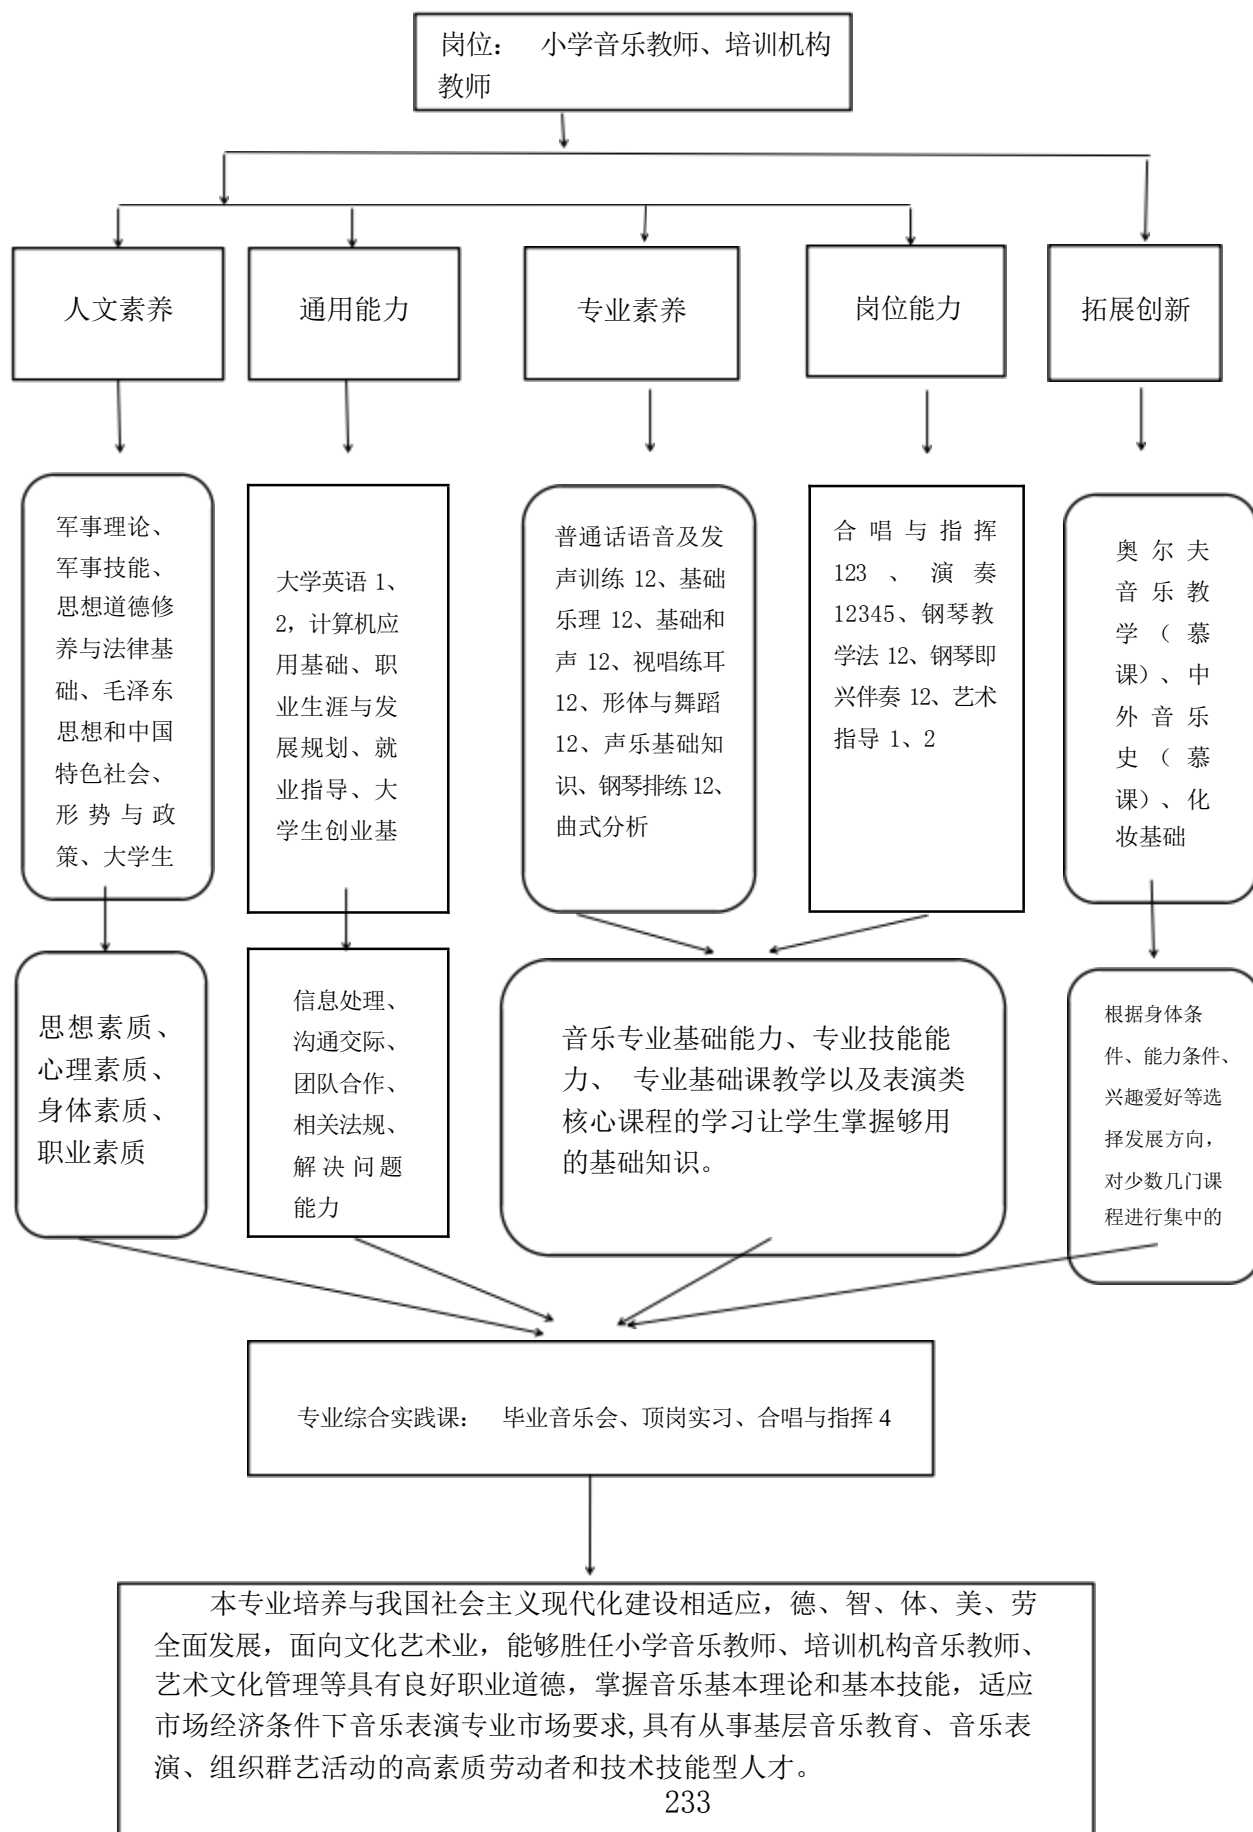 岗位： 小学音乐教师、培训机构
教师
人文素养
通用能力
专业素养
岗位能力
拓展创新
军事理论、
军事技能、
思想道德修
养与法律基
础、毛泽东
思想和中国
特色社会、
形势与政
策、大学生
大学英语 1、
2，计算机应
用基础、职
业生涯与发
展规划、就
业指导、大
学生创业基
普通话语音及发
声训练 12、基础
乐理 12、基础和
声 12、视唱练耳
12、形体与舞蹈
12、声乐基础知
识、钢琴排练 12、
曲式分析
合唱与指挥
123、演奏
12345、钢琴教
学法 12、钢琴即
兴伴奏 12、艺术
指导 1、2
奥尔夫
音乐教
学（慕
课）、中
外音乐
史（慕
课）、化
妆基础
思想素质、
心理素质、
身体素质、
职业素质
信息处理、
沟通交际、
团队合作、
相关法规、
解决问题
能力
音乐专业基础能力、专业技能能
力、 专业基础课教学以及表演类
核心课程的学习让学生掌握够用
的基础知识。
根据身体条
件、能力条件、
兴趣爱好等选
择发展方向，
对少数几门课
程进行集中的
专业综合实践课： 毕业音乐会、顶岗实习、合唱与指挥 4
本专业培养与我国社会主义现代化建设相适应，德、智、体、美、劳
全面发展，面向文化艺术业，能够胜任小学音乐教师、培训机构音乐教师、
艺术文化管理等具有良好职业道德，掌握音乐基本理论和基本技能，适应
市场经济条件下音乐表演专业市场要求,具有从事基层音乐教育、音乐表
演、组织群艺活动的高素质劳动者和技术技能型人才。
233